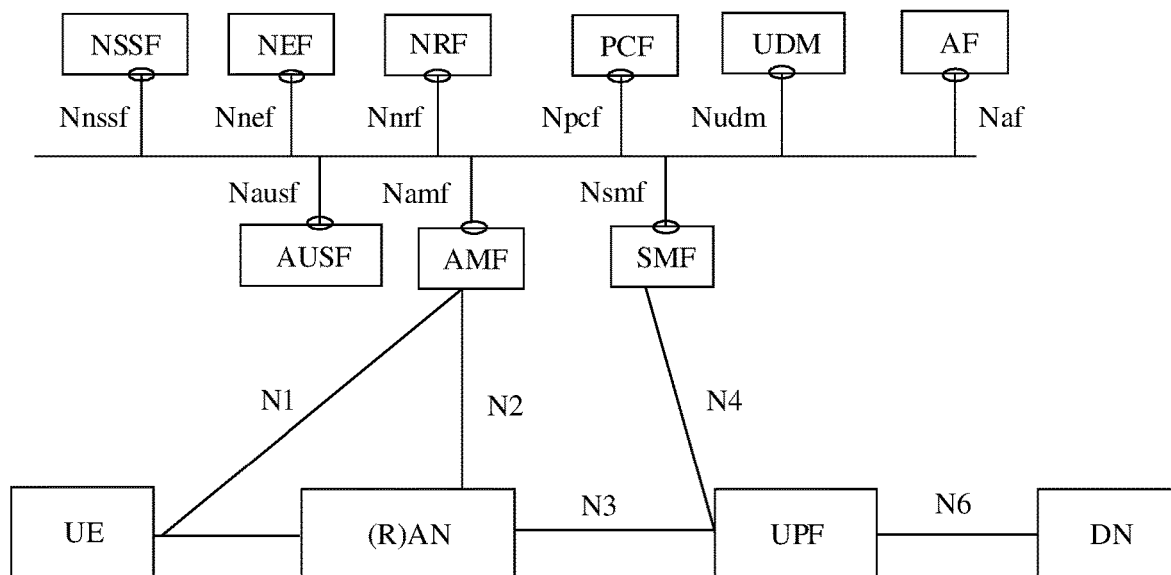 NSSF NEF NRF PCF UDM AF
Nnssf Nnef Nnrf Npcf Nudm Naf
Nausf Namf Nsmf
AUSF AMF SMF
N1 N2 N4
N3 N6
UE (R)AN UPF DN